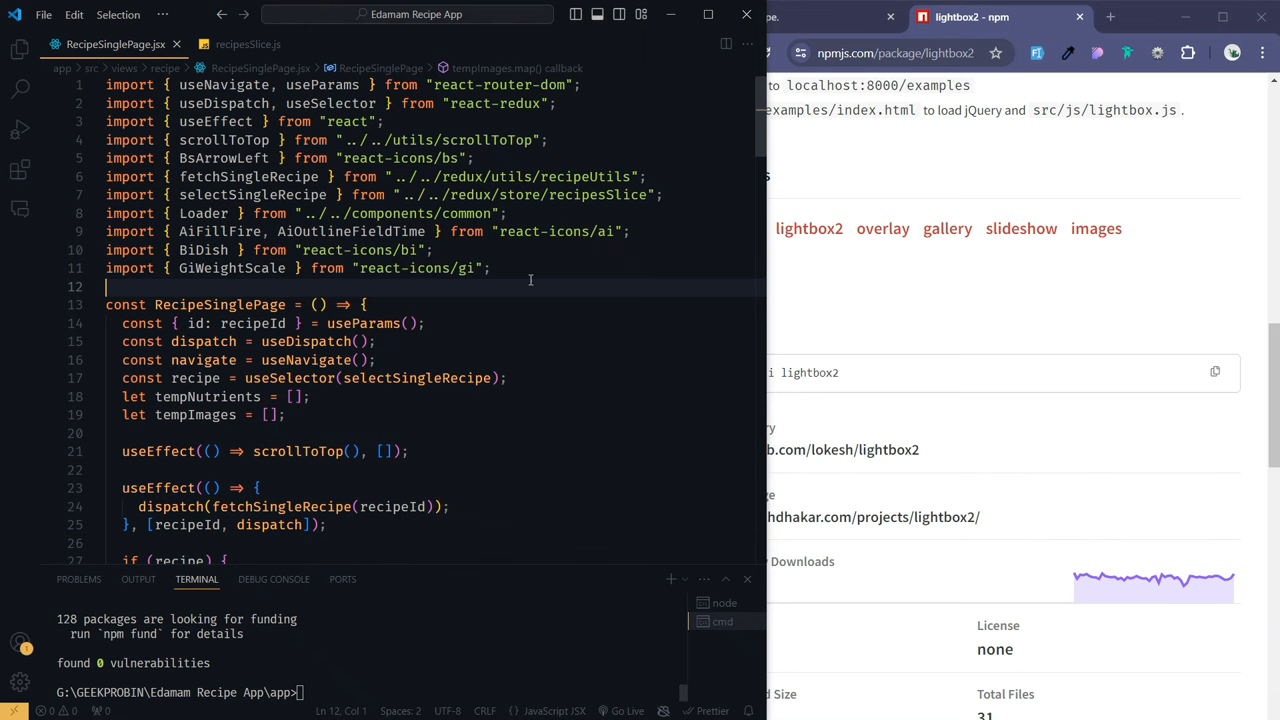 File Edit Selection ··· Edamam Recipe App
RecipeSinglePage.jsx recipesSlice.js
app > src > views > recipe > RecipeSinglePage.jsx > RecipeSinglePage > tempImages.map() callback
1 import { useNavigate, useParams } from "react-router-dom";
2 import { useDispatch, useSelector } from "react-redux";
3 import { useEffect } from "react";
4 import { scrollToTop } from "../../utils/scrollToTop";
5 import { BsArrowLeft } from "react-icons/bs";
6 import { fetchSingleRecipe } from "../../redux/utils/recipeUtils";
7 import { selectSingleRecipe } from "../../redux/store/recipesSlice";
8 import { Loader } from "../../components/common";
9 import { AiFillFire, AiOutlineFieldTime } from "react-icons/ai";
10 import { BiDish } from "react-icons/bi";
11 import { GiWeightScale } from "react-icons/gi";
12
13 const RecipeSinglePage = () => {
14 const { id: recipeId } = useParams();
15 const dispatch = useDispatch();
16 const navigate = useNavigate();
17 const recipe = useSelector(selectSingleRecipe);
18 let tempNutrients = [];
19 let tempImages = [];
20
21 useEffect(() => scrollToTop(), []);
22
23 useEffect(() => {
24 dispatch(fetchSingleRecipe(recipeId));
25 }, [recipeId, dispatch]);
26
27 if (recipe) {
PROBLEMS OUTPUT TERMINAL DEBUG CONSOLE PORTS
128 packages are looking for funding
run `npm fund` for details
found 0 vulnerabilities
G:\GEEKPROBIN\Edamam Recipe App\app>
node
cmd
1
0 0 0 Ln 12, Col 1 Spaces: 2 UTF-8 CRLF {} JavaScript JSX Go Live Prettier
pe. lightbox2 - npm
npmjs.com/package/lightbox2
to localhost:8000/examples
examples/index.html to load jQuery and src/js/lightbox.js.
s
lightbox2 overlay gallery slideshow images
i lightbox2
ry
b.com/lokesh/lightbox2
ge
hdhakar.com/projects/lightbox2/
Downloads
License
none
d Size Total Files
31